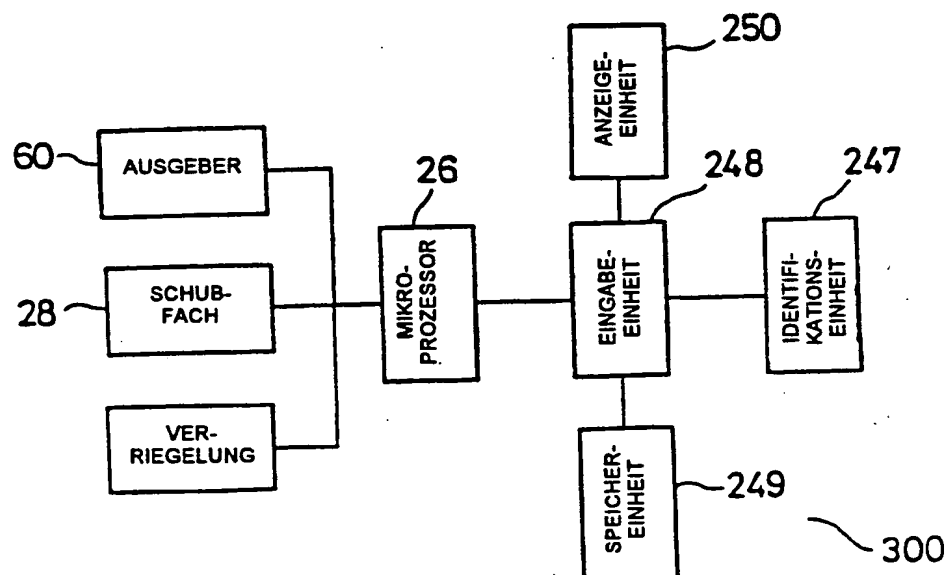 250
ANZEIGE-
EINHEIT
60
AUSGEBER
26
248
247
MIKRO-
PROZESSOR
EINGABE-
EINHEIT
IDENTIFI-
KATIONS-
EINHEIT
28
SCHUB-
FACH
VER-
RIEGELUNG
SPEICHER-
EINHEIT
249
300